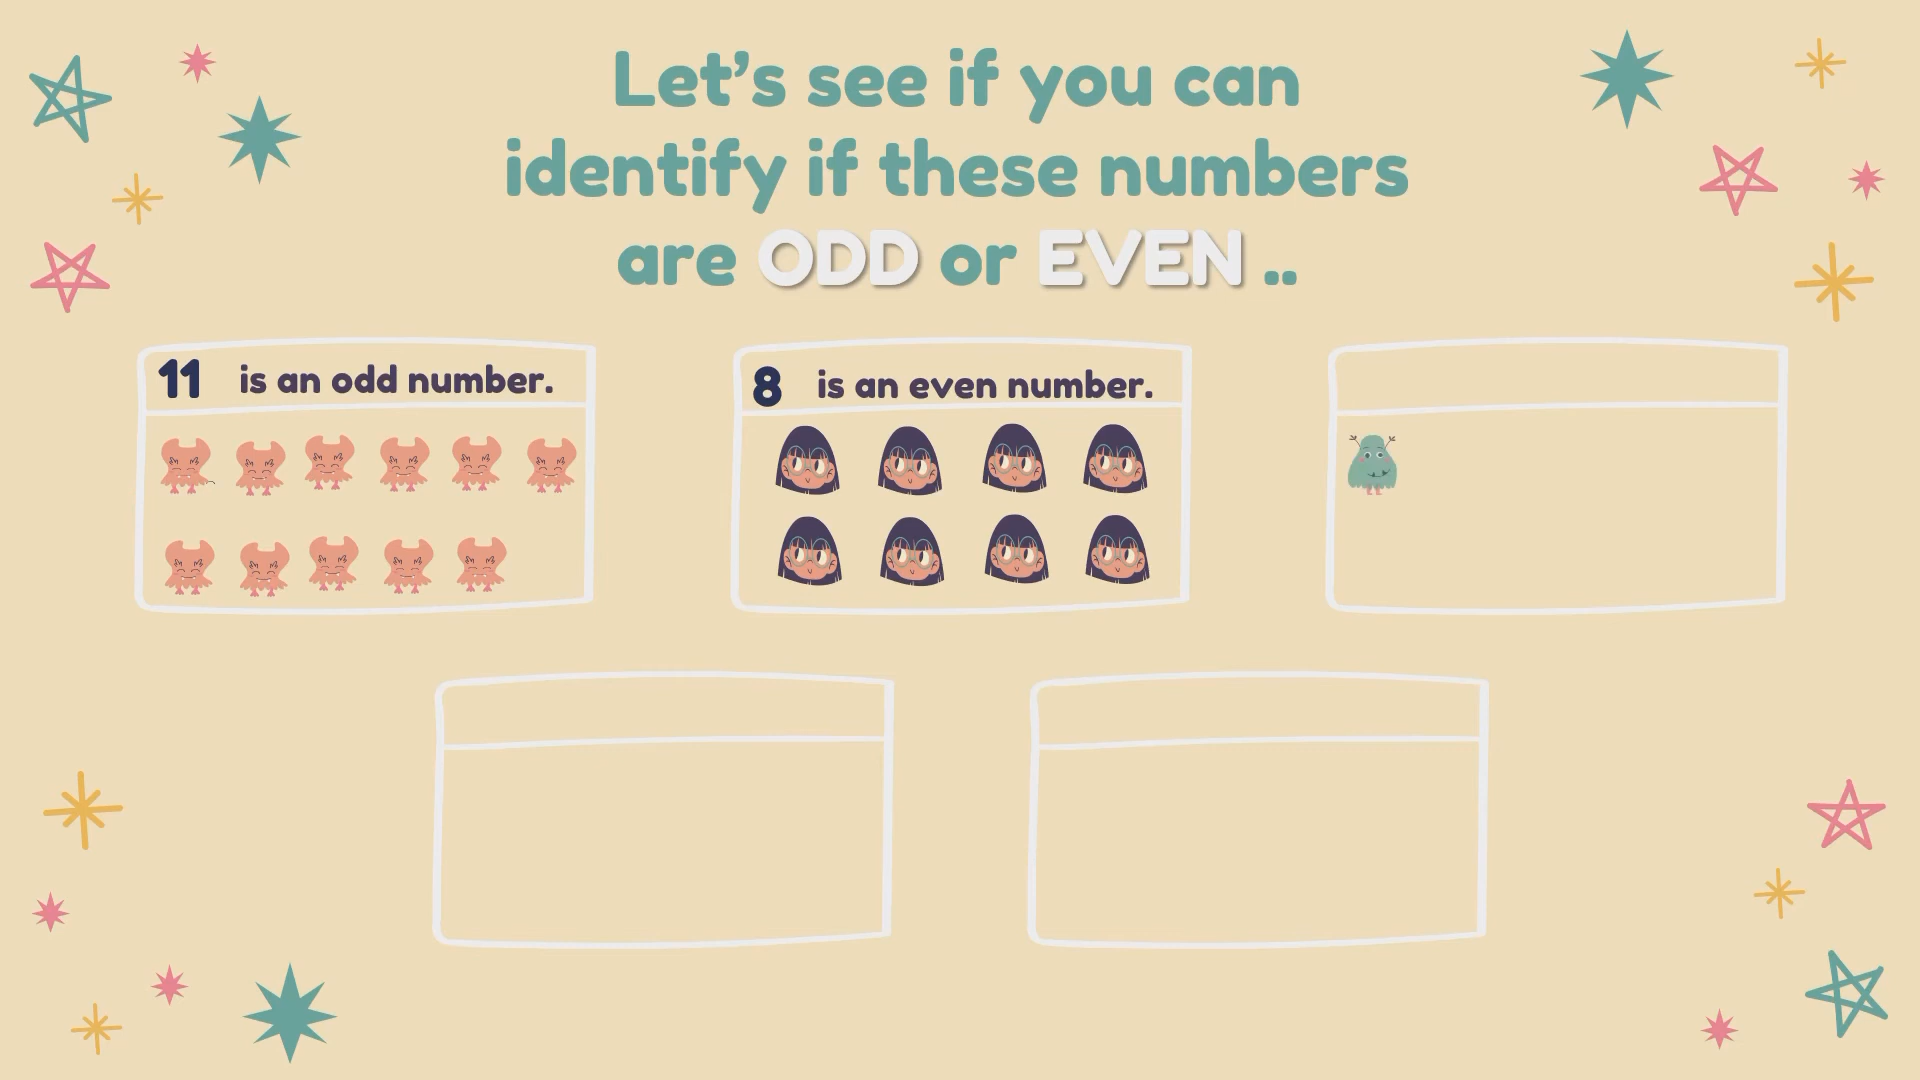 Let's see if you can
identify if these numbers
are ODD or EVEN ..
11 is an odd number.
8 is an even number.